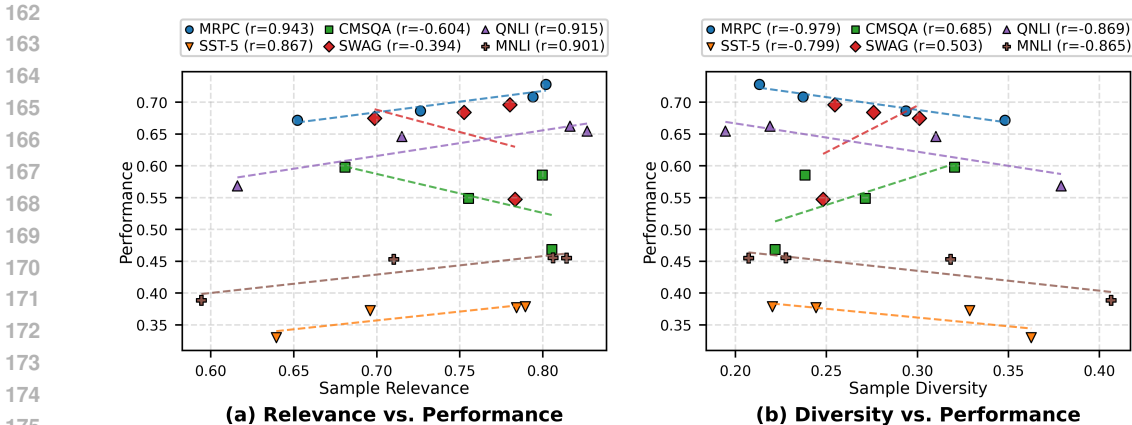 162
163
164
165
166
167
168
169
170
171
172
173
174
175
MRPC (r=0.943) CMSQA (r=-0.604) QNLI (r=0.915)
SST-5 (r=0.867) SWAG (r=-0.394) MNLI (r=0.901)
Performance
0.70
0.65
0.60
0.55
0.50
0.45
0.40
0.35
0.60 0.65 0.70 0.75 0.80
Sample Relevance
(a) Relevance vs. Performance
MRPC (r=-0.979) CMSQA (r=0.685) QNLI (r=-0.869)
SST-5 (r=-0.799) SWAG (r=0.503) MNLI (r=-0.865)
Performance
0.70
0.65
0.60
0.55
0.50
0.45
0.40
0.35
0.20 0.25 0.30 0.35 0.40
Sample Diversity
(b) Diversity vs. Performance